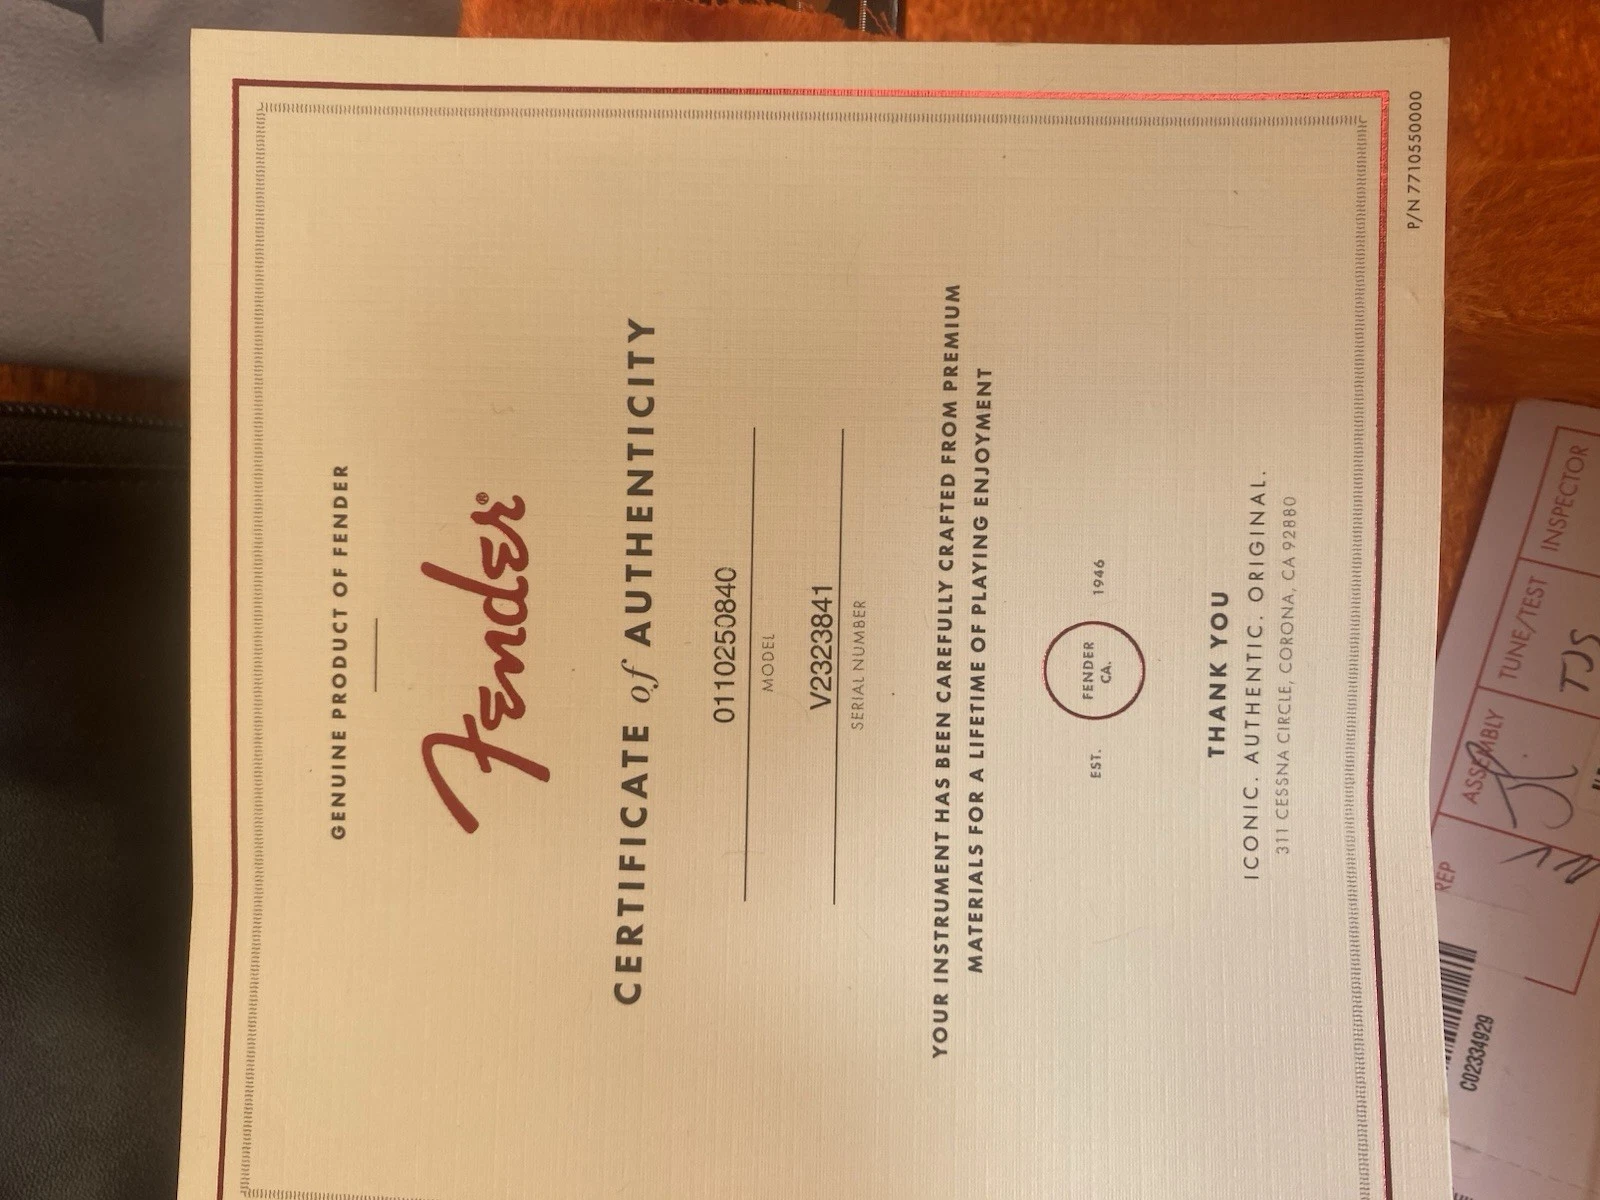 GENUINE PRODUCT OF FENDER
Fender®
CERTIFICATE of AUTHENTICITY
0110250840
MODEL
V2323841
SERIAL NUMBER
YOUR INSTRUMENT HAS BEEN CAREFULLY CRAFTED FROM PREMIUM
MATERIALS FOR A LIFETIME OF PLAYING ENJOYMENT
EST. FENDER CA. 1946
THANK YOU
ICONIC. AUTHENTIC. ORIGINAL.
311 CESSNA CIRCLE, CORONA, CA 92880
P/N 7710550000
REP ASSEMBLY TUNE/TEST INSPECTOR
TJS
C02334929